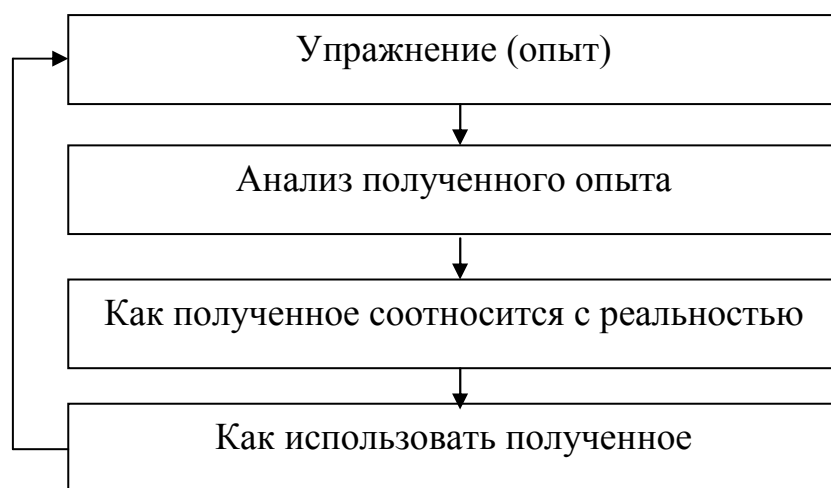 Упражнение (опыт)
Анализ полученного опыта
Как полученное соотносится с реальностью
Как использовать полученное